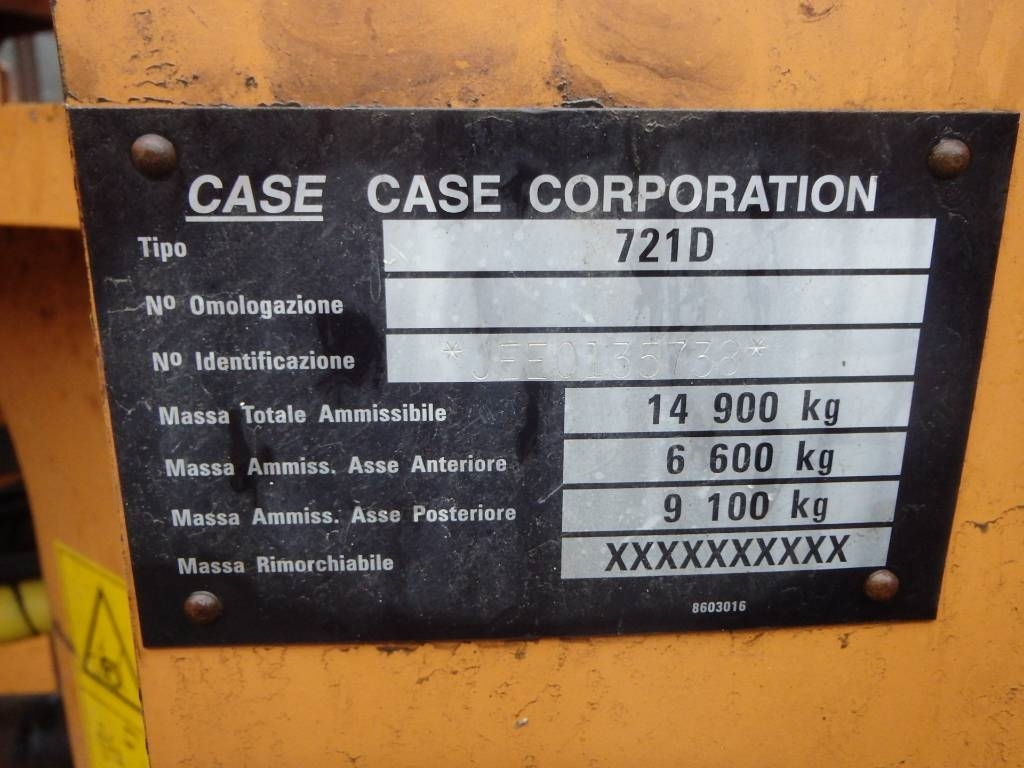 CASE CASE CORPORATION
Tipo 721D
Nº Omologazione
Nº Identificazione *JEE0135738*
Massa Totale Ammissibile 14 900 kg
Massa Ammiss. Asse Anteriore 6 600 kg
Massa Ammiss. Asse Posteriore 9 100 kg
Massa Rimorchiabile XXXXXXXXXX
8603016